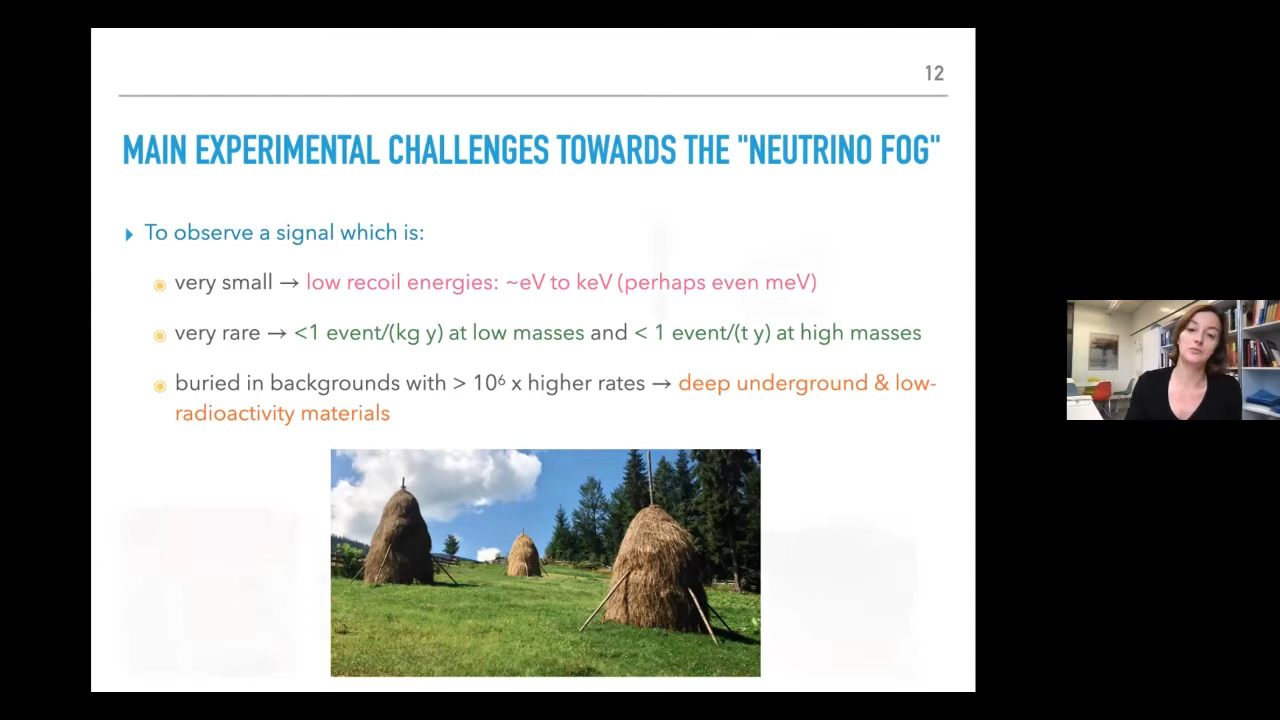 12
MAIN EXPERIMENTAL CHALLENGES TOWARDS THE "NEUTRINO FOG"
‣ To observe a signal which is:
very small → low recoil energies: ~eV to keV (perhaps even meV)
very rare → <1 event/(kg y) at low masses and < 1 event/(t y) at high masses
buried in backgrounds with > 10⁶ x higher rates → deep underground & low-
radioactivity materials